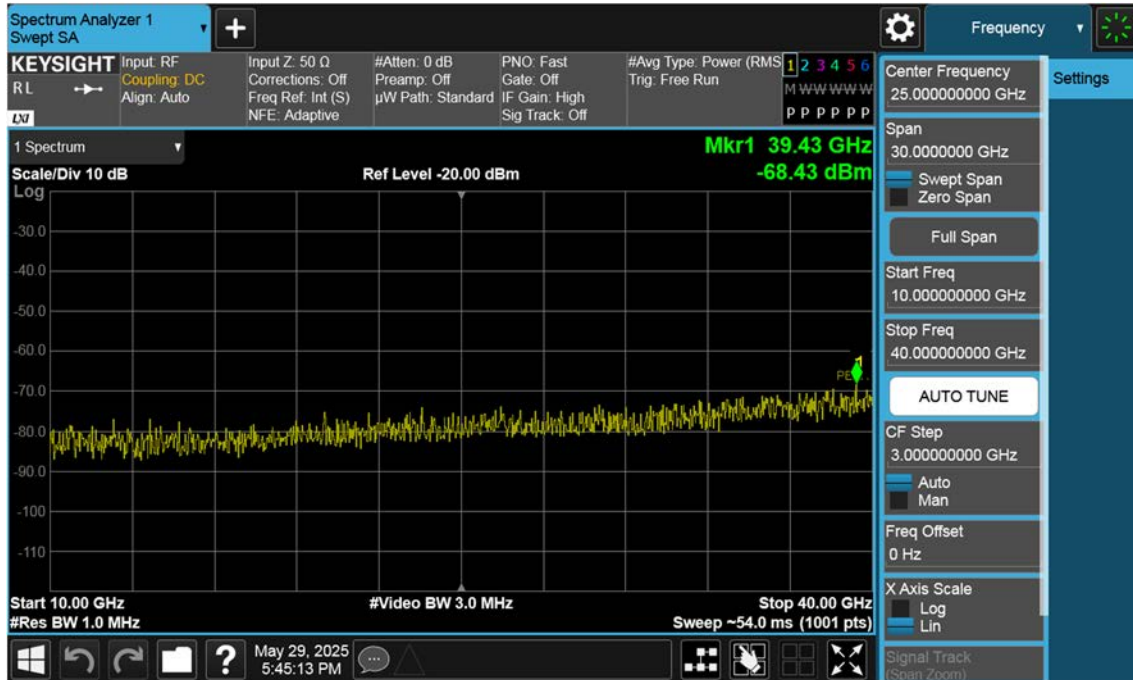 Spectrum Analyzer 1
Swept SA
Frequency
KEYSIGHT
R L
LXI
Input: RF
Coupling: DC
Align: Auto
Input Z: 50 Ω
Corrections: Off
Freq Ref: Int (S)
NFE: Adaptive
#Atten: 0 dB
Preamp: Off
µW Path: Standard
PNO: Fast
Gate: Off
IF Gain: High
Sig Track: Off
#Avg Type: Power (RMS
Trig: Free Run
1 2 3 4 5 6
M W W W W W
P P P P P P
1 Spectrum
Scale/Div 10 dB
Ref Level -20.00 dBm
Mkr1 39.43 GHz
-68.43 dBm
Log
-30.0
-40.0
-50.0
-60.0
-70.0
-80.0
-90.0
-100
-110
1
Start 10.00 GHz
#Res BW 1.0 MHz
#Video BW 3.0 MHz
Stop 40.00 GHz
Sweep ~54.0 ms (1001 pts)
Center Frequency
25.000000000 GHz
Span
30.0000000 GHz
Swept Span
Zero Span
Full Span
Start Freq
10.000000000 GHz
Stop Freq
40.000000000 GHz
AUTO TUNE
CF Step
3.000000000 GHz
Auto
Man
Freq Offset
0 Hz
X Axis Scale
Log
Lin
Signal Track
(Span Zoom)
Settings
?
May 29, 2025
5:45:13 PM